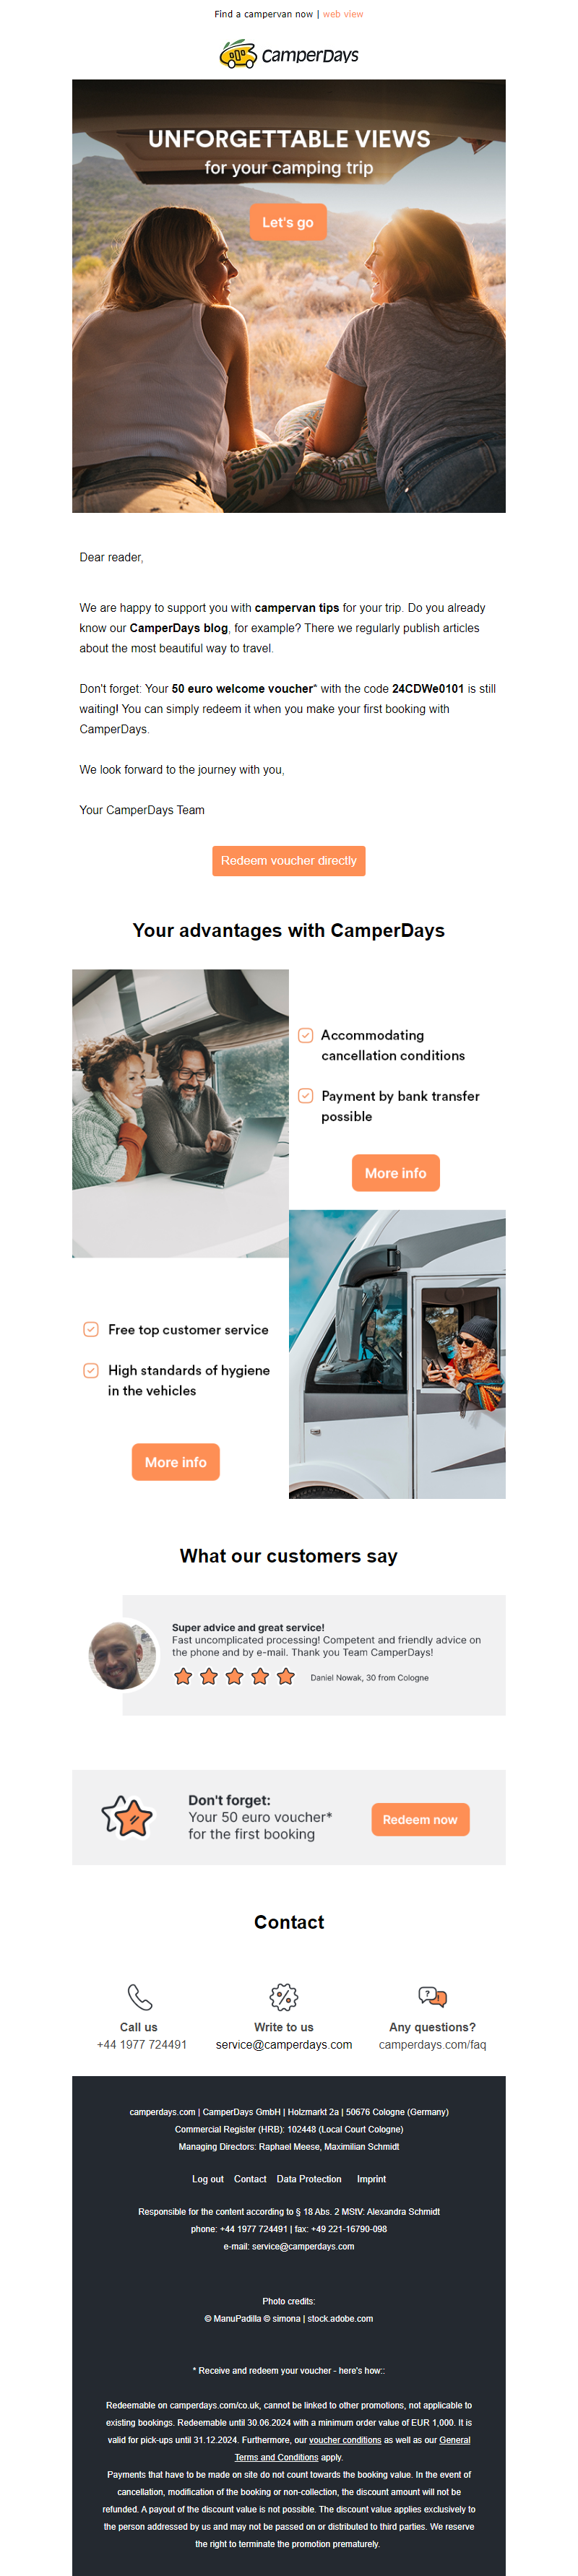 Find a campervan now | web view
CamperDays
UNFORGETTABLE VIEWS
for your camping trip
Let's go
Dear reader,
We are happy to support you with campervan tips for your trip. Do you already
know our CamperDays blog, for example? There we regularly publish articles
about the most beautiful way to travel.
Don't forget: Your 50 euro welcome voucher* with the code 24CDWe0101 is still
waiting! You can simply redeem it when you make your first booking with
CamperDays.
We look forward to the journey with you,
Your CamperDays Team
Redeem voucher directly
Your advantages with CamperDays
Accommodating
cancellation conditions
Payment by bank transfer
possible
More info
Free top customer service
High standards of hygiene
in the vehicles
More info
What our customers say
Super advice and great service!
Fast uncomplicated processing! Competent and friendly advice on
the phone and by e-mail. Thank you Team CamperDays!
Daniel Nowak, 30 from Cologne
Don't forget:
Your 50 euro voucher*
for the first booking
Redeem now
Contact
Call us
+44 1977 724491
Write to us
service@camperdays.com
Any questions?
camperdays.com/faq
camperdays.com | CamperDays GmbH | Holzmarkt 2a | 50676 Cologne (Germany)
Commercial Register (HRB): 102448 (Local Court Cologne)
Managing Directors: Raphael Meese, Maximilian Schmidt
Log out Contact Data Protection Imprint
Responsible for the content according to § 18 Abs. 2 MStV: Alexandra Schmidt
phone: +44 1977 724491 | fax: +49 221-16790-098
e-mail: service@camperdays.com
Photo credits:
© ManuPadilla © simona | stock.adobe.com
* Receive and redeem your voucher - here's how::
Redeemable on camperdays.com/co.uk, cannot be linked to other promotions, not applicable to
existing bookings. Redeemable until 30.06.2024 with a minimum order value of EUR 1,000. It is
valid for pick-ups until 31.12.2024. Furthermore, our voucher conditions as well as our General
Terms and Conditions apply.
Payments that have to be made on site do not count towards the booking value. In the event of
cancellation, modification of the booking or non-collection, the discount amount will not be
refunded. A payout of the discount value is not possible. The discount value applies exclusively to
the person addressed by us and may not be passed on or distributed to third parties. We reserve
the right to terminate the promotion prematurely.